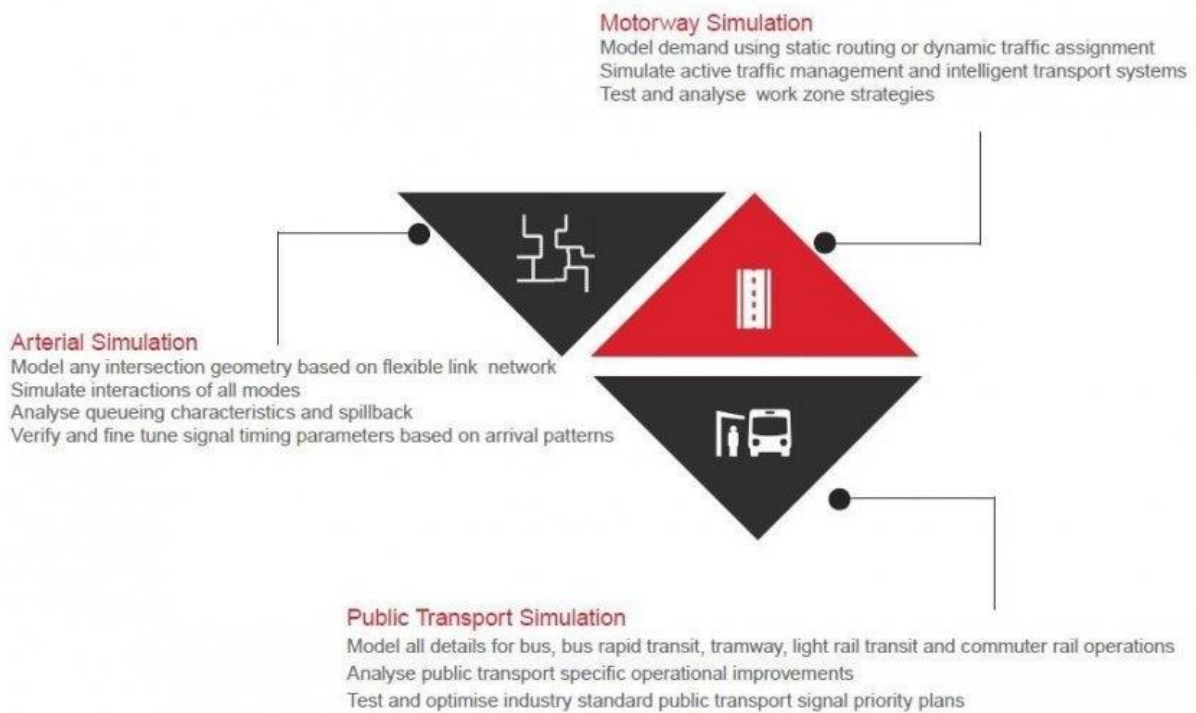 Motorway Simulation
Model demand using static routing or dynamic traffic assignment
Simulate active traffic management and intelligent transport systems
Test and analyse work zone strategies
Arterial Simulation
Model any intersection geometry based on flexible link network
Simulate interactions of all modes
Analyse queueing characteristics and spillback
Verify and fine tune signal timing parameters based on arrival patterns
Public Transport Simulation
Model all details for bus, bus rapid transit, tramway, light rail transit and commuter rail operations
Analyse public transport specific operational improvements
Test and optimise industry standard public transport signal priority plans